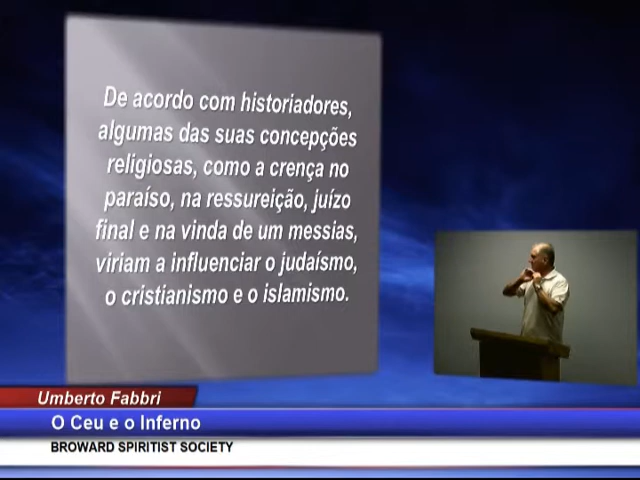 De acordo com historiadores,
algumas das suas concepções
religiosas, como a crença no
paraíso, na ressureição, juízo
final e na vinda de um messias,
viriam a influenciar o judaísmo,
o cristianismo e o islamismo.
Umberto Fabbri
O Ceu e o Inferno
BROWARD SPIRITIST SOCIETY